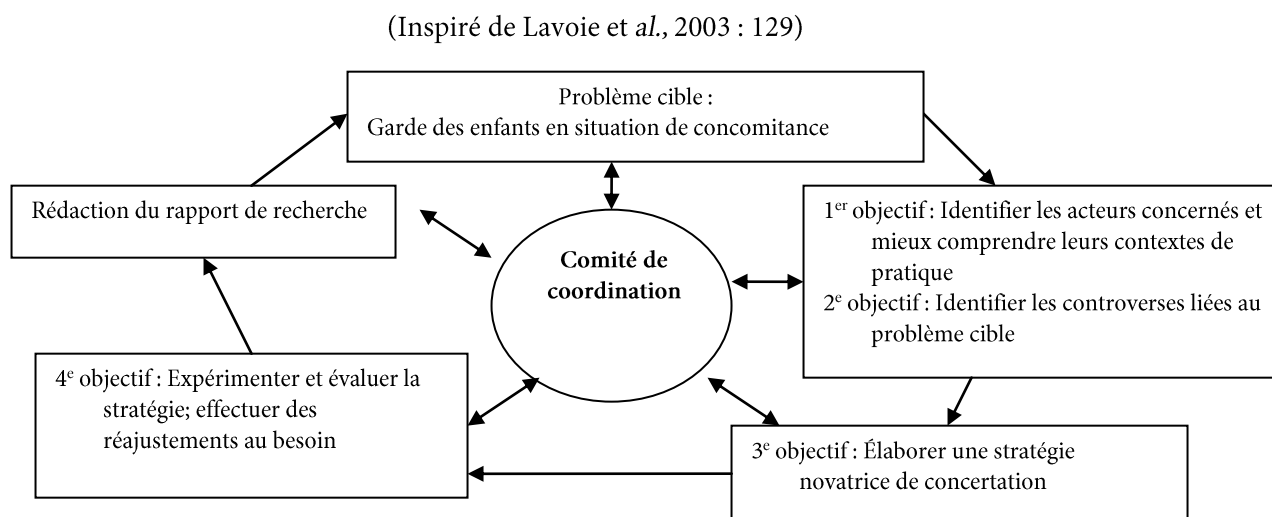 (Inspiré de Lavoie et al., 2003 : 129)
Problème cible :
Garde des enfants en situation de concomitance
Rédaction du rapport de recherche
1er objectif : Identifier les acteurs concernés et
mieux comprendre leurs contextes de
pratique
2e objectif : Identifier les controverses liées au
problème cible
Comité de
coordination
4e objectif : Expérimenter et évaluer la
stratégie; effectuer des
réajustements au besoin
3e objectif : Élaborer une stratégie
novatrice de concertation